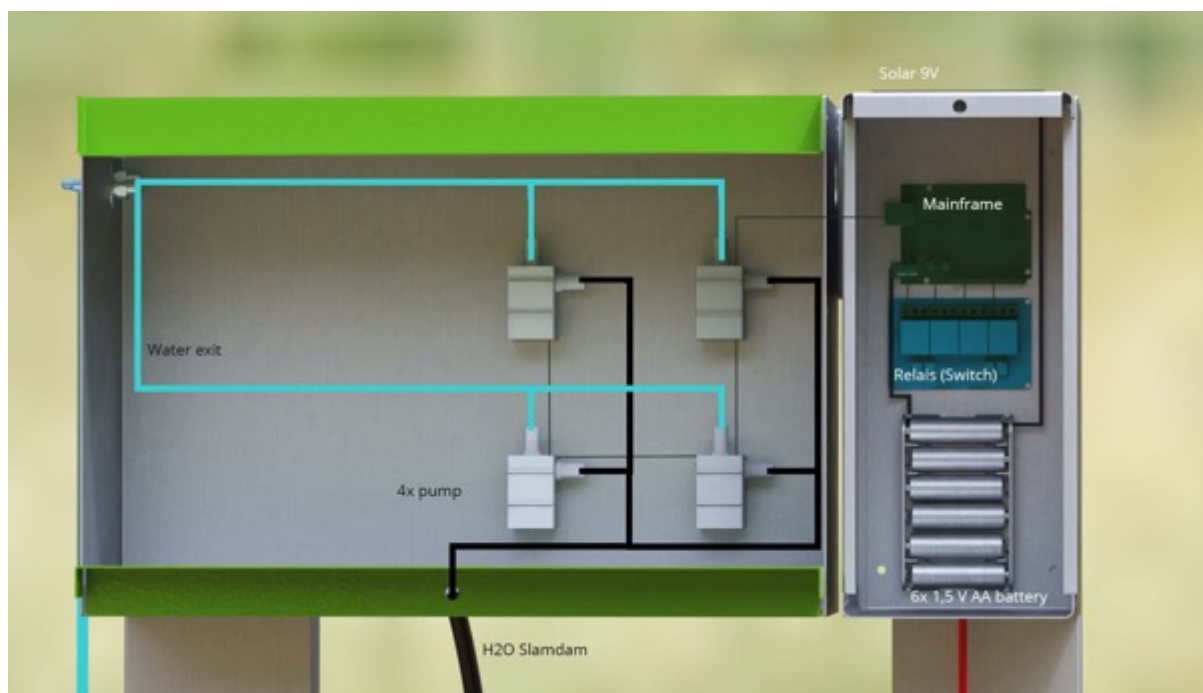 Solar 9V
Mainframe
Water exit
Relais (Switch)
4x pump
6x 1,5 V AA battery
H2O Slamdam